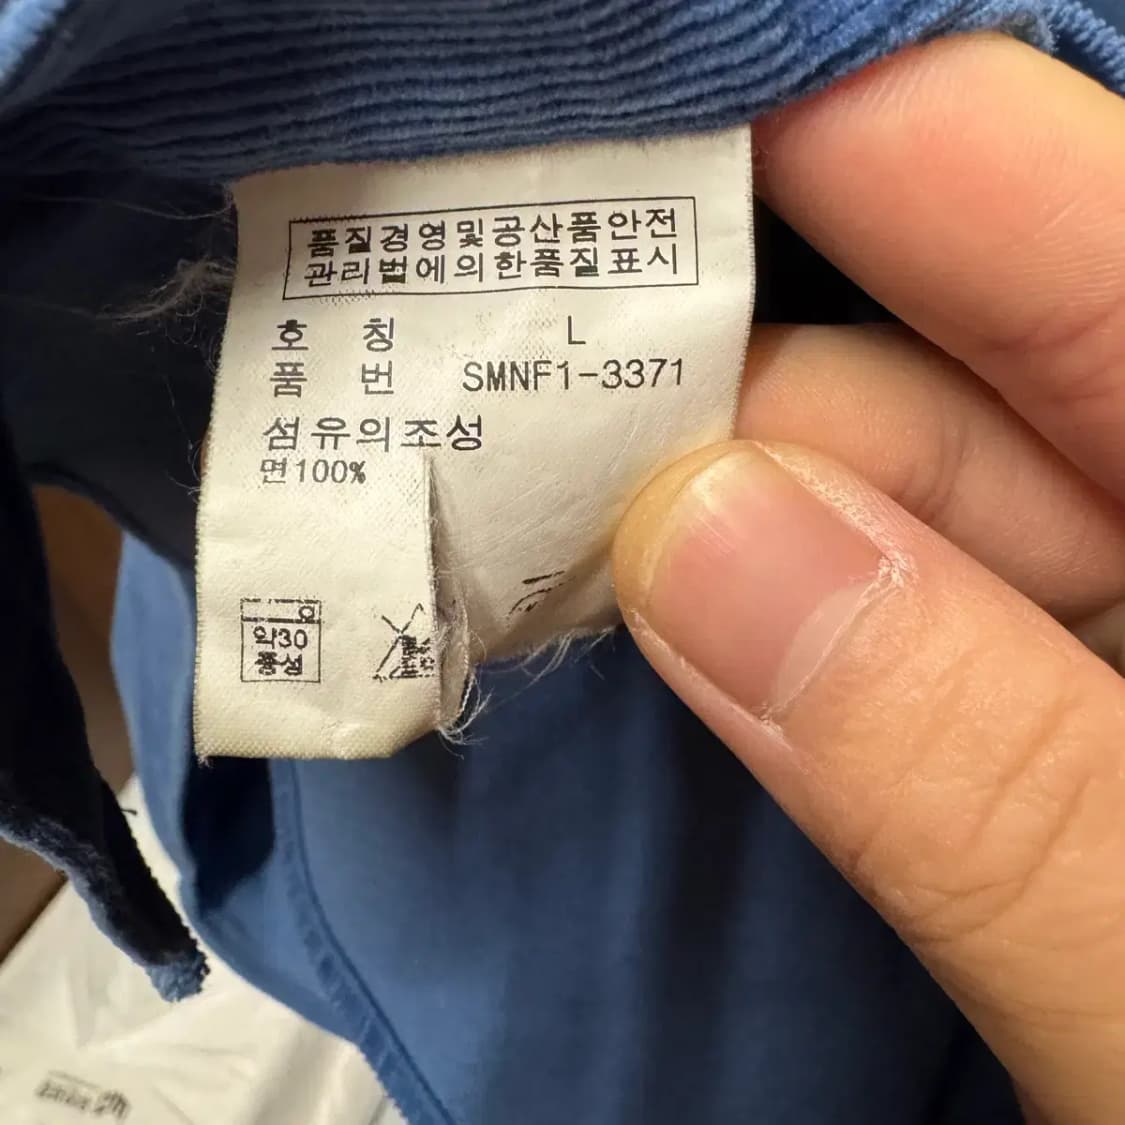 품질경영및공산품안전
관리법에의한품질표시
호 칭 L
품 번 SMNF1-3371
섬유의조성
면100%
약30
중성